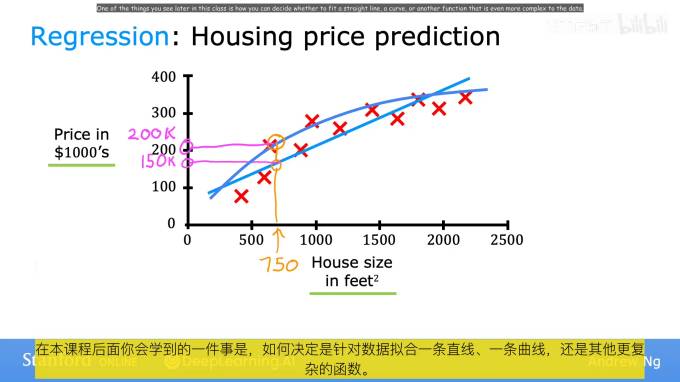 One of the things you see later in this class is how you can decide whether to fit a straight line, a curve, or another function that is even more complex to the data.
bilibili
Regression: Housing price prediction
400
300
200
100
0
Price in
$1000's
200K
150K
0 500 1000 1500 2000 2500
750
House size
in feet²
Stanford ONLINE DeepLearning.AI Andrew Ng
在本课程后面你会学到的一件事是，如何决定是针对数据拟合一条直线、一条曲线，还是其他更复
杂的函数。